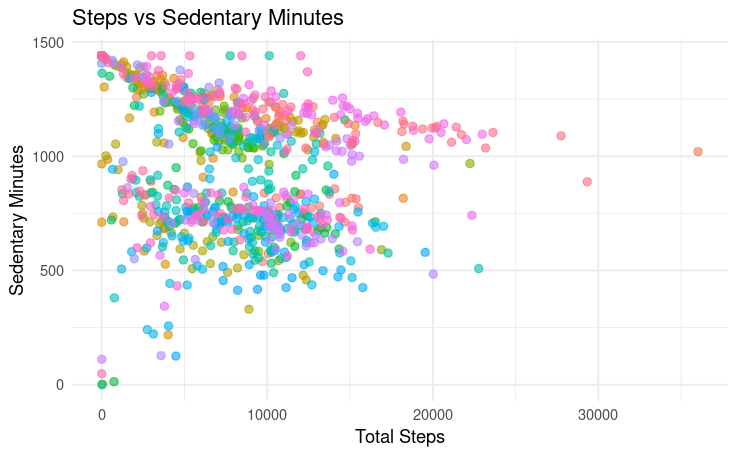 Steps vs Sedentary Minutes
1500
1000
500
0
Sedentary Minutes
0 10000 20000 30000
Total Steps